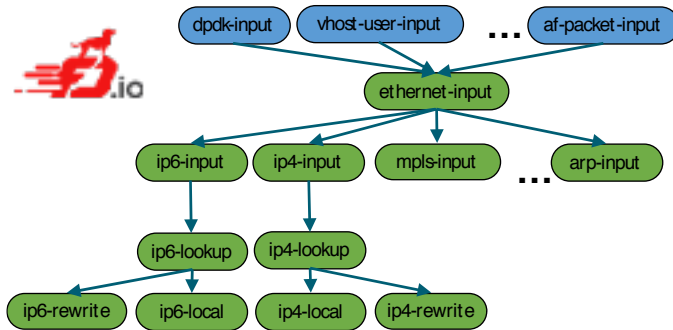 dpdk-input
vhost-user-input
...
af-packet-input
.io
ethernet-input
ip6-input
ip4-input
mpls-input
...
arp-input
ip6-lookup
ip4-lookup
ip6-rewrite
ip6-local
ip4-local
ip4-rewrite